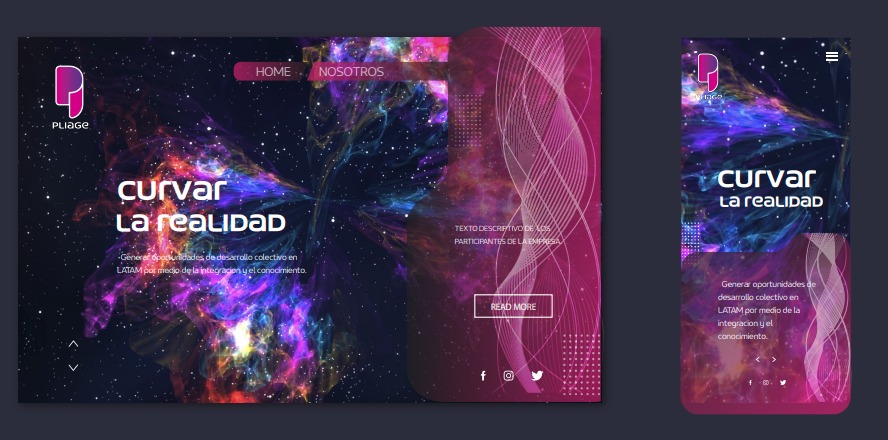 HOME NOSOTROS
PLIAGE
curvar
La reaLIDAD
Generar oportunidades de desarrollo colectivo en
LATAM por medio de la integracion y el conocimiento.
TEXTO DESCRIPTIVO DE LOS
PARTICIPANTES DE LA EMPRESA.
READ MORE
PLIAGE
curvar
La reaLIDAD
Generar oportunidades de
desarrollo colectivo en
LATAM por medio de la
integracion y el
conocimiento.